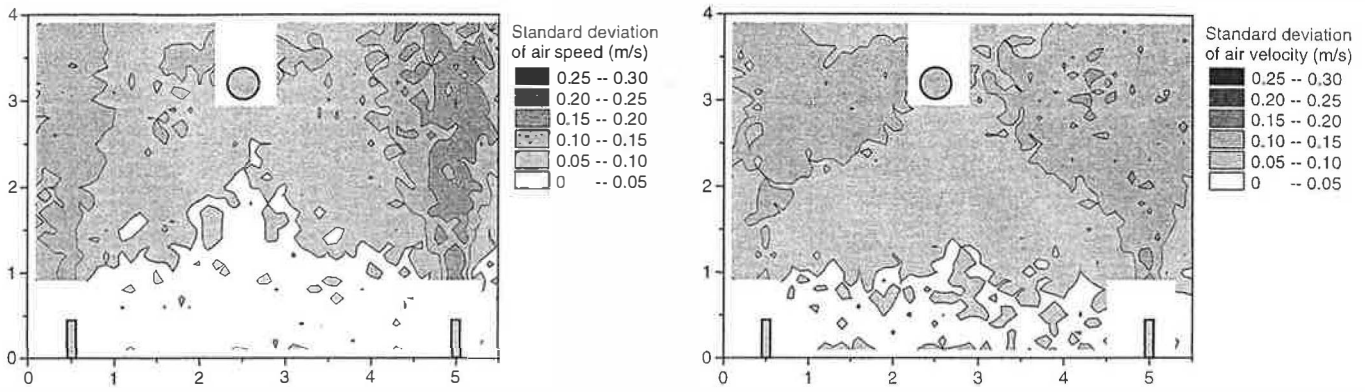 4
3
2
1
0
0 1 2 3 4 5
Standard deviation
of air speed (m/s)
0.25 -- 0.30
0.20 -- 0.25
0.15 -- 0.20
0.10 -- 0.15
0.05 -- 0.10
0 -- 0.05
4
3
2
1
0
0 1 2 3 4 5
Standard deviation
of air velocity (m/s)
0.25 -- 0.30
0.20 -- 0.25
0.15 -- 0.20
0.10 -- 0.15
0.05 -- 0.10
0 -- 0.05